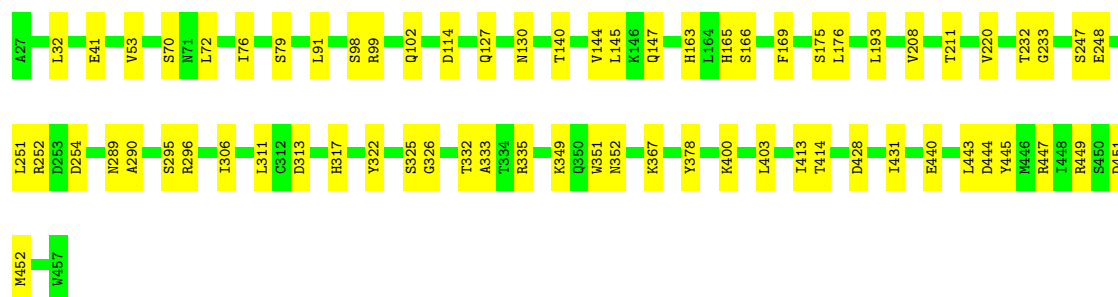 A27 L32 E41 V53 S70 N71 L72 I76 S79 L91 S98 R99 Q102 D114 Q127 N130 T140 V144 L145 K146 Q147 H163 L164 H165 S166 F169 S175 L176 L193 V208 T211 V220 T232 G233 S247 E248
L251 R252 D253 D254 N289 A290 S295 R296 I306 L311 C312 D313 H317 Y322 S325 G326 T332 A333 T334 R335 K349 Q350 W351 N352 K367 Y378 K400 L403 I413 T414 D428 I431 E440 L443 D444 Y445 M446 R447 I448 R449 S450 D451
M452 W457